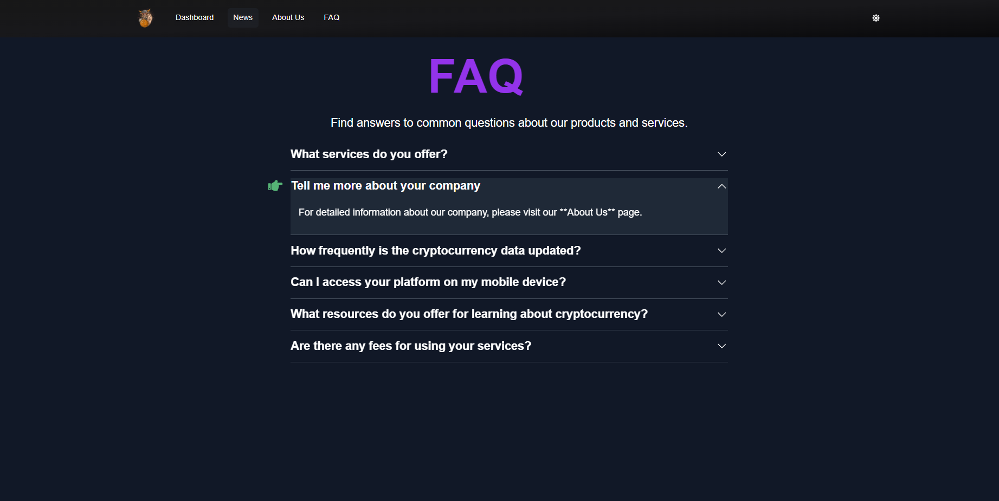 Dashboard News About Us FAQ
FAQ
Find answers to common questions about our products and services.
What services do you offer?
Tell me more about your company
For detailed information about our company, please visit our **About Us** page.
How frequently is the cryptocurrency data updated?
Can I access your platform on my mobile device?
What resources do you offer for learning about cryptocurrency?
Are there any fees for using your services?